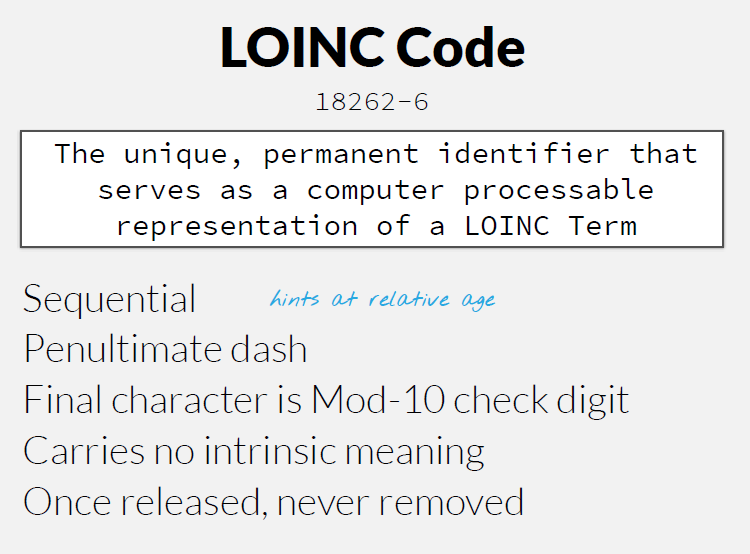 LOINC Code
18262-6
The unique, permanent identifier that
serves as a computer processable
representation of a LOINC Term
Sequential hints at relative age
Penultimate dash
Final character is Mod-10 check digit
Carries no intrinsic meaning
Once released, never removed